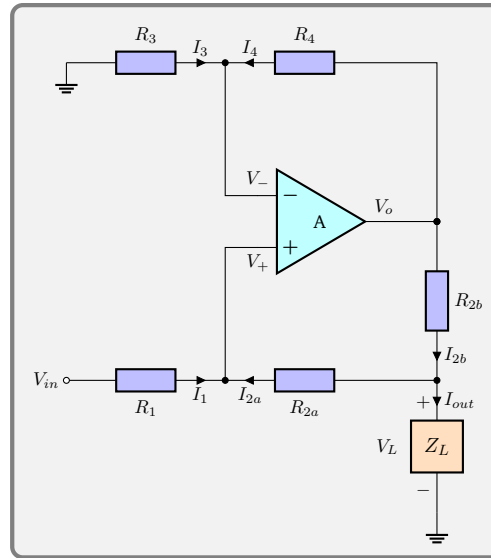 R3 I3 I4 R4
V−
−
A
Vo
+
V+
R2b
I2b
Vin R1 I1 I2a R2a
+ Iout
VL ZL
−